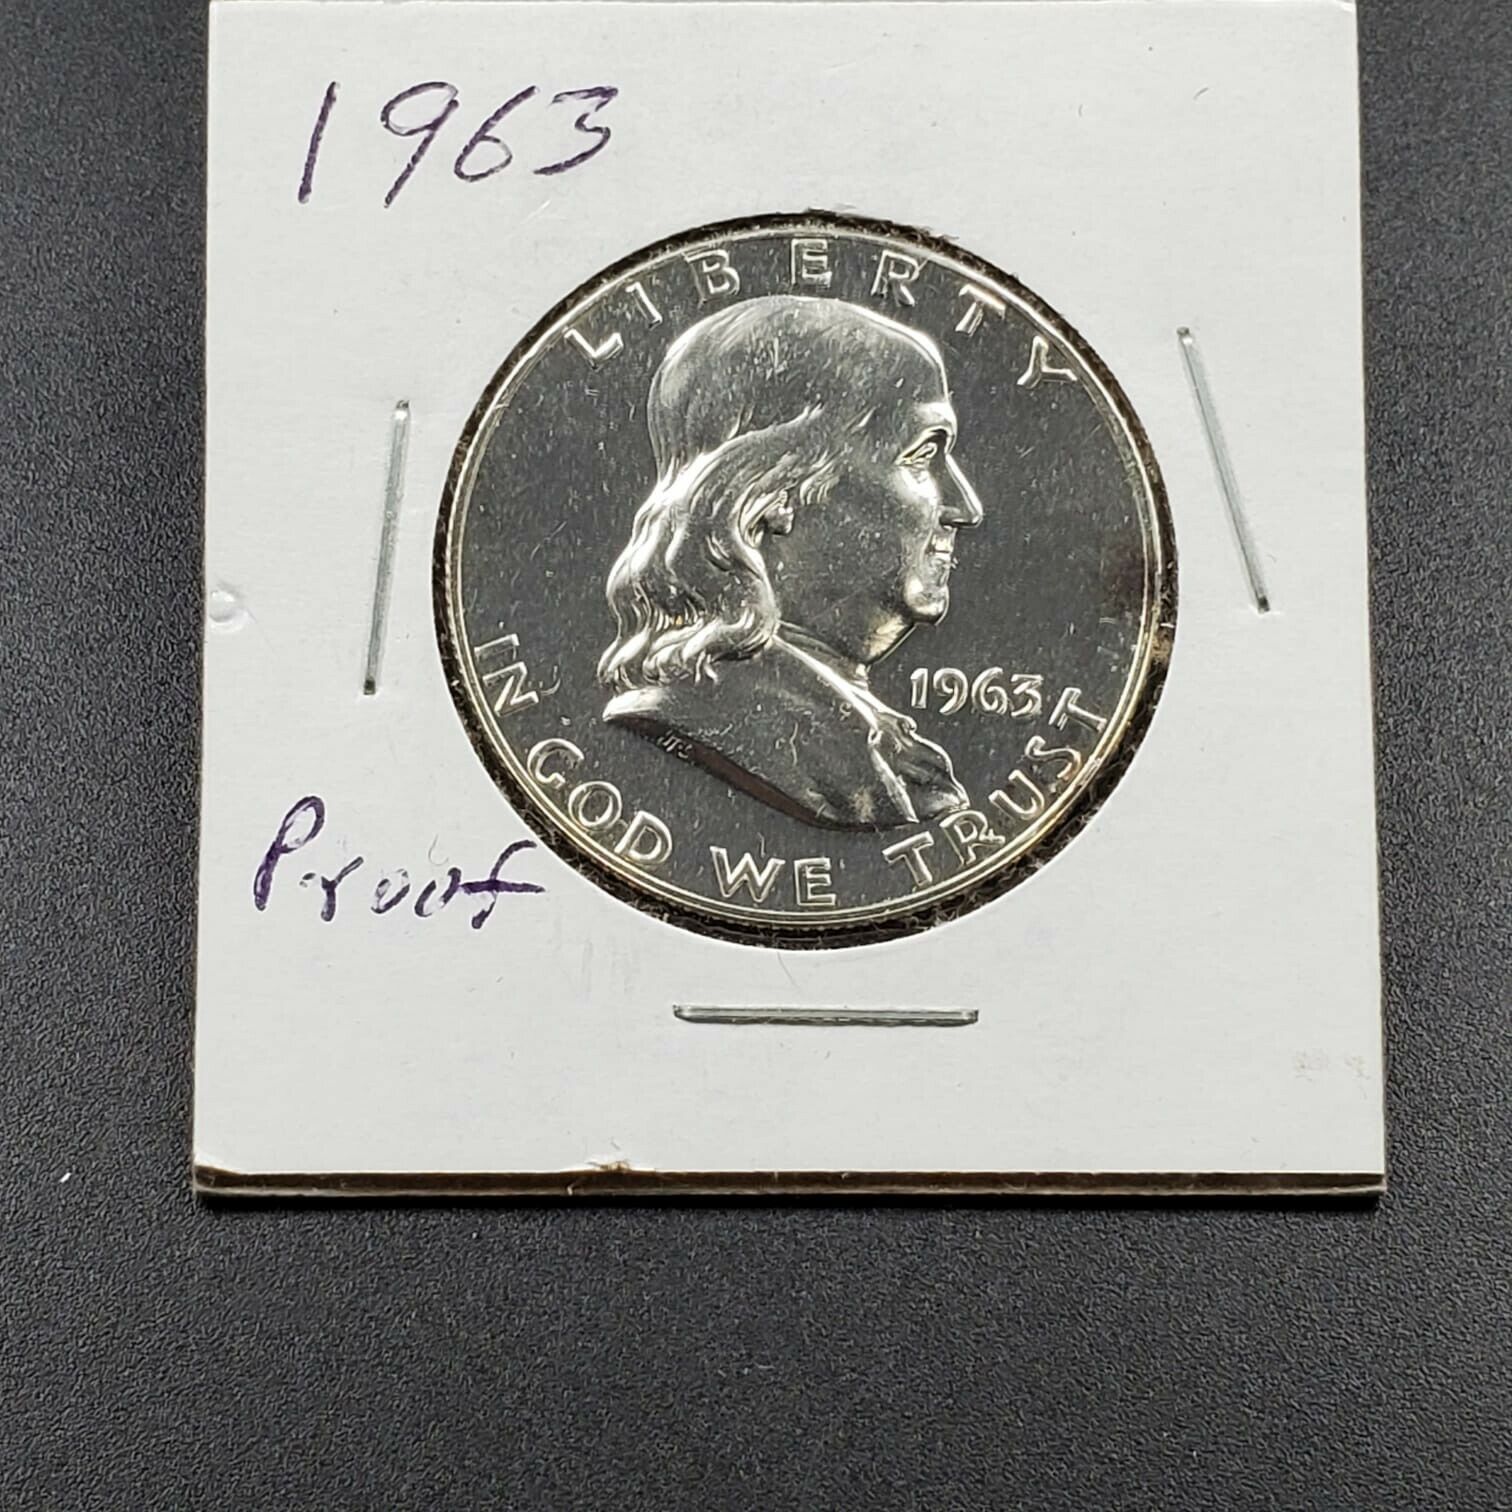 1963
LIBERTY
1963
IN GOD WE TRUST
Proof